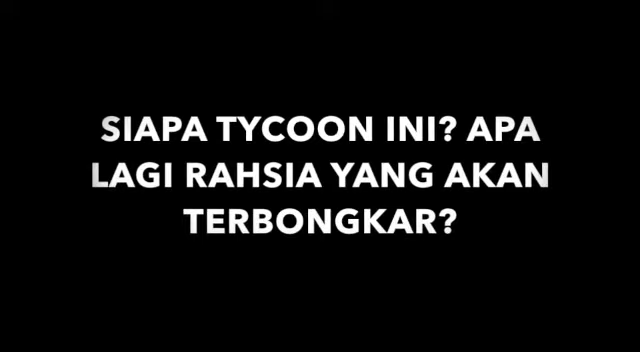 SIAPA TYCOON INI? APA
LAGI RAHSIA YANG AKAN
TERBONGKAR?